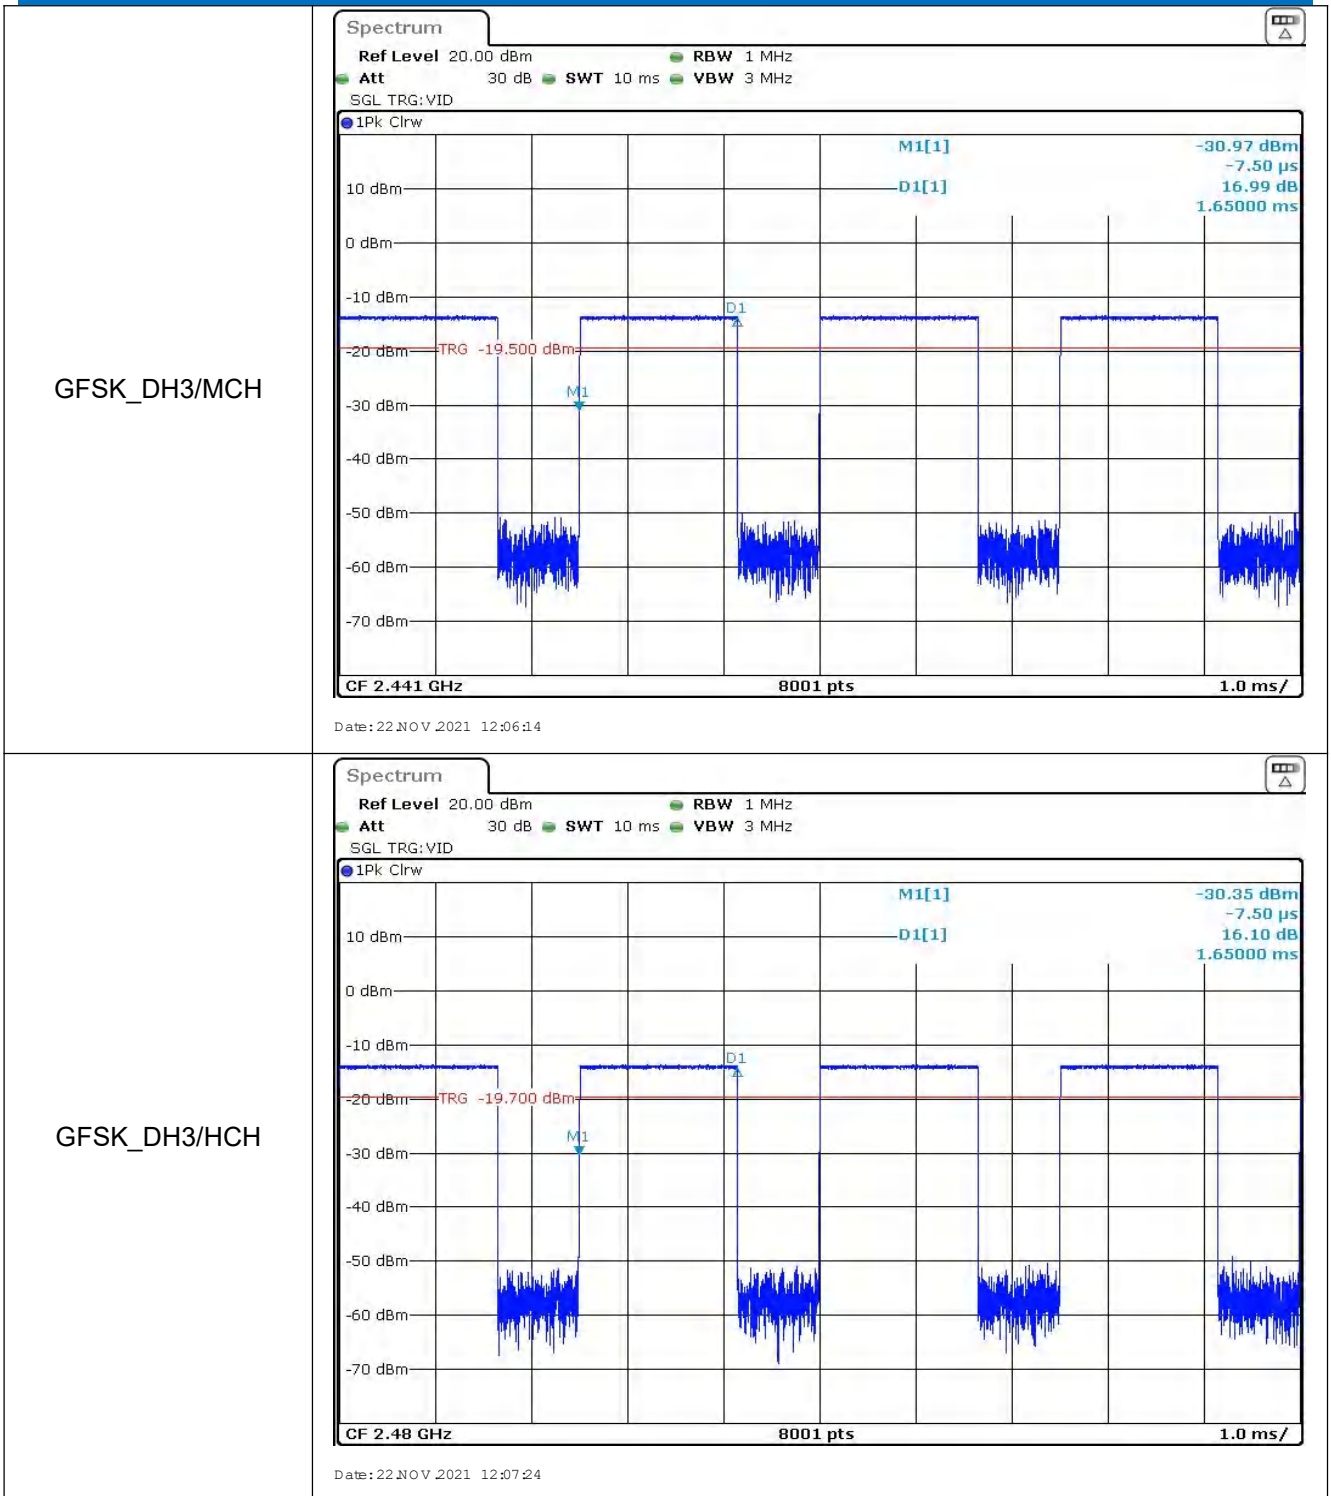 GFSK_DH3/MCH
Spectrum
Ref Level 20.00 dBm RBW 1 MHz
Att 30 dB SWT 10 ms VBW 3 MHz
SGL TRG:VID
1Pk Clrw
M1[1] -30.97 dBm
-7.50 µs
10 dBm D1[1] 16.99 dB
1.65000 ms
0 dBm
-10 dBm
D1
-20 dBm TRG -19.500 dBm
M1
-30 dBm
-40 dBm
-50 dBm
-60 dBm
-70 dBm
CF 2.441 GHz 8001 pts 1.0 ms/
Date: 22.NOV.2021 12:06:14
GFSK_DH3/HCH
Spectrum
Ref Level 20.00 dBm RBW 1 MHz
Att 30 dB SWT 10 ms VBW 3 MHz
SGL TRG:VID
1Pk Clrw
M1[1] -30.35 dBm
-7.50 µs
10 dBm D1[1] 16.10 dB
1.65000 ms
0 dBm
-10 dBm
D1
-20 dBm TRG -19.700 dBm
M1
-30 dBm
-40 dBm
-50 dBm
-60 dBm
-70 dBm
CF 2.48 GHz 8001 pts 1.0 ms/
Date: 22.NOV.2021 12:07:24